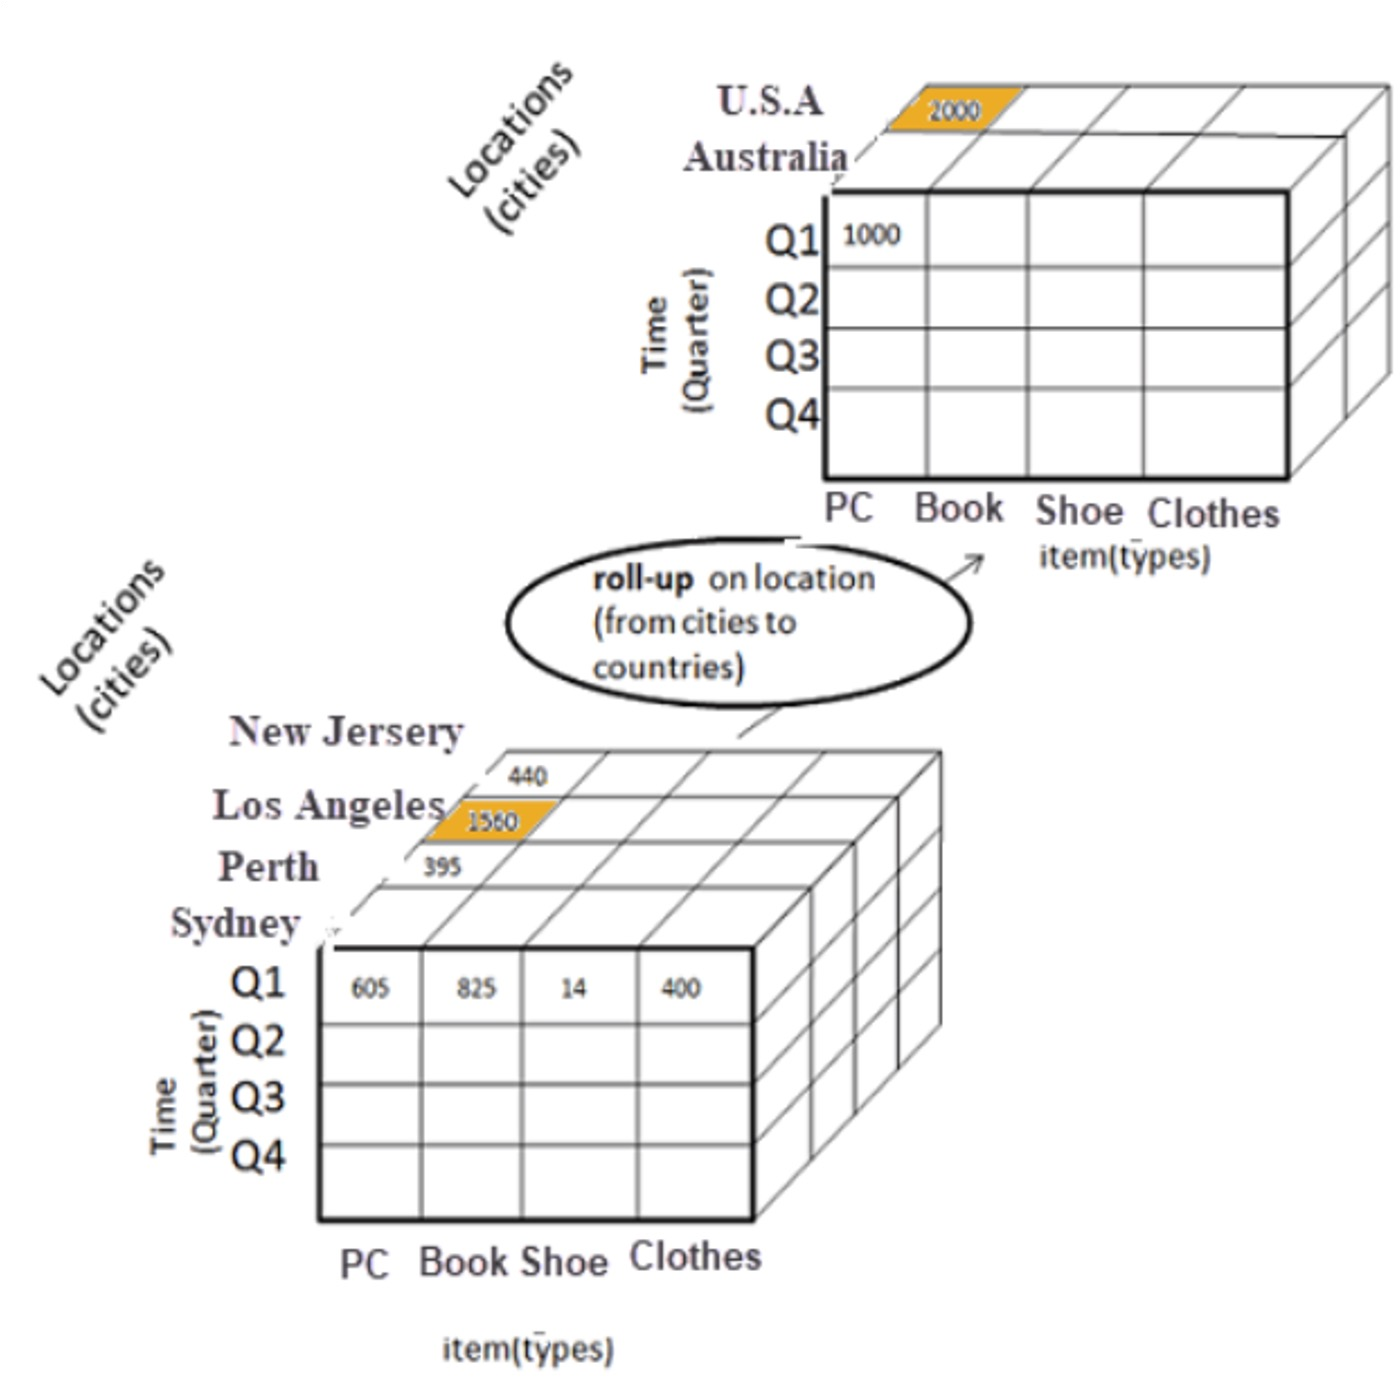 Locations
(cities)
U.S.A
2000
Australia
Q1
1000
Q2
Q3
Q4
Time
(Quarter)
PC Book Shoe Clothes
item(types)
roll-up on location
(from cities to
countries)
Locations
(cities)
New Jersery
440
Los Angeles
1560
Perth
395
Sydney
Q1
605 825 14 400
Q2
Q3
Q4
Time
(Quarter)
PC Book Shoe Clothes
item(types)